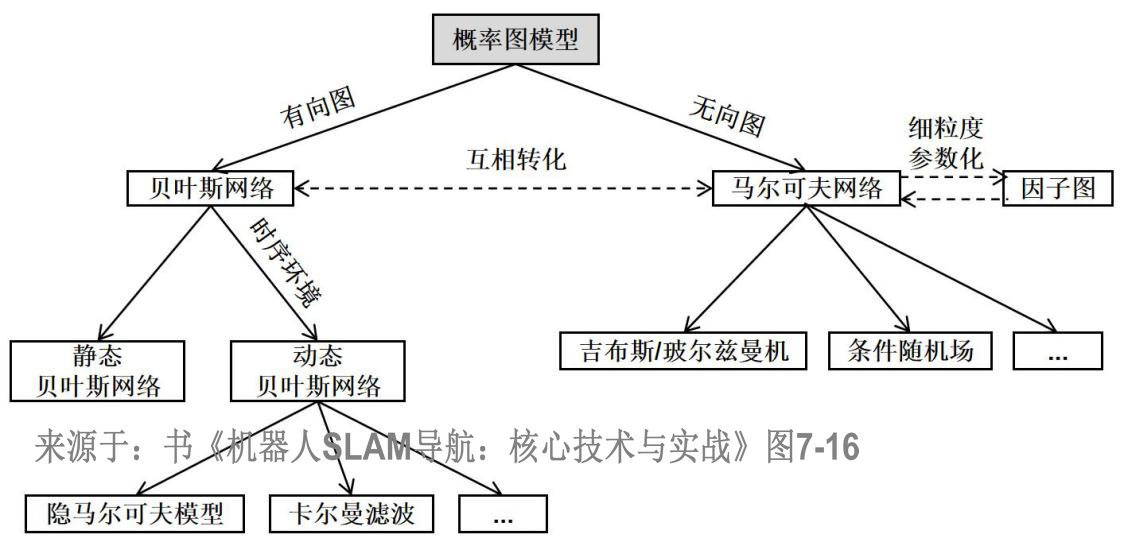 概率图模型
有向图
无向图
细粒度
参数化
互相转化
贝叶斯网络
马尔可夫网络
因子图
时序环境
静态
贝叶斯网络
动态
贝叶斯网络
吉布斯/玻尔兹曼机
条件随机场
...
来源于：书《机器人SLAM导航：核心技术与实战》图7-16
隐马尔可夫模型
卡尔曼滤波
...